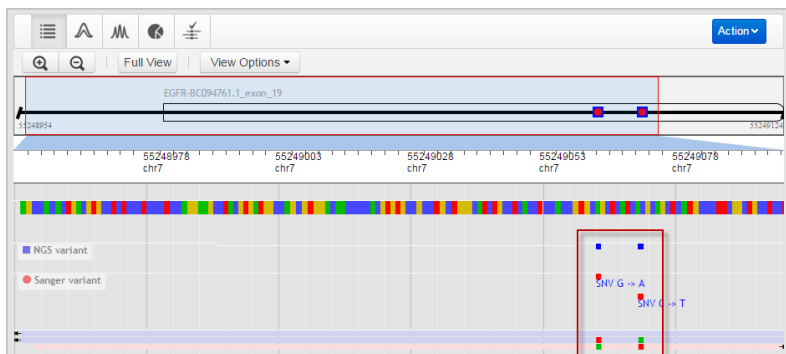 Action
Full View View Options
EGFR-BC094761.1_exon_19
55248954 55249124
55248978 55249003 55249028 55249053 55249078
chr7 chr7 chr7 chr7 chr7
NGS variant
Sanger variant
SNV G -> A
SNV C -> T